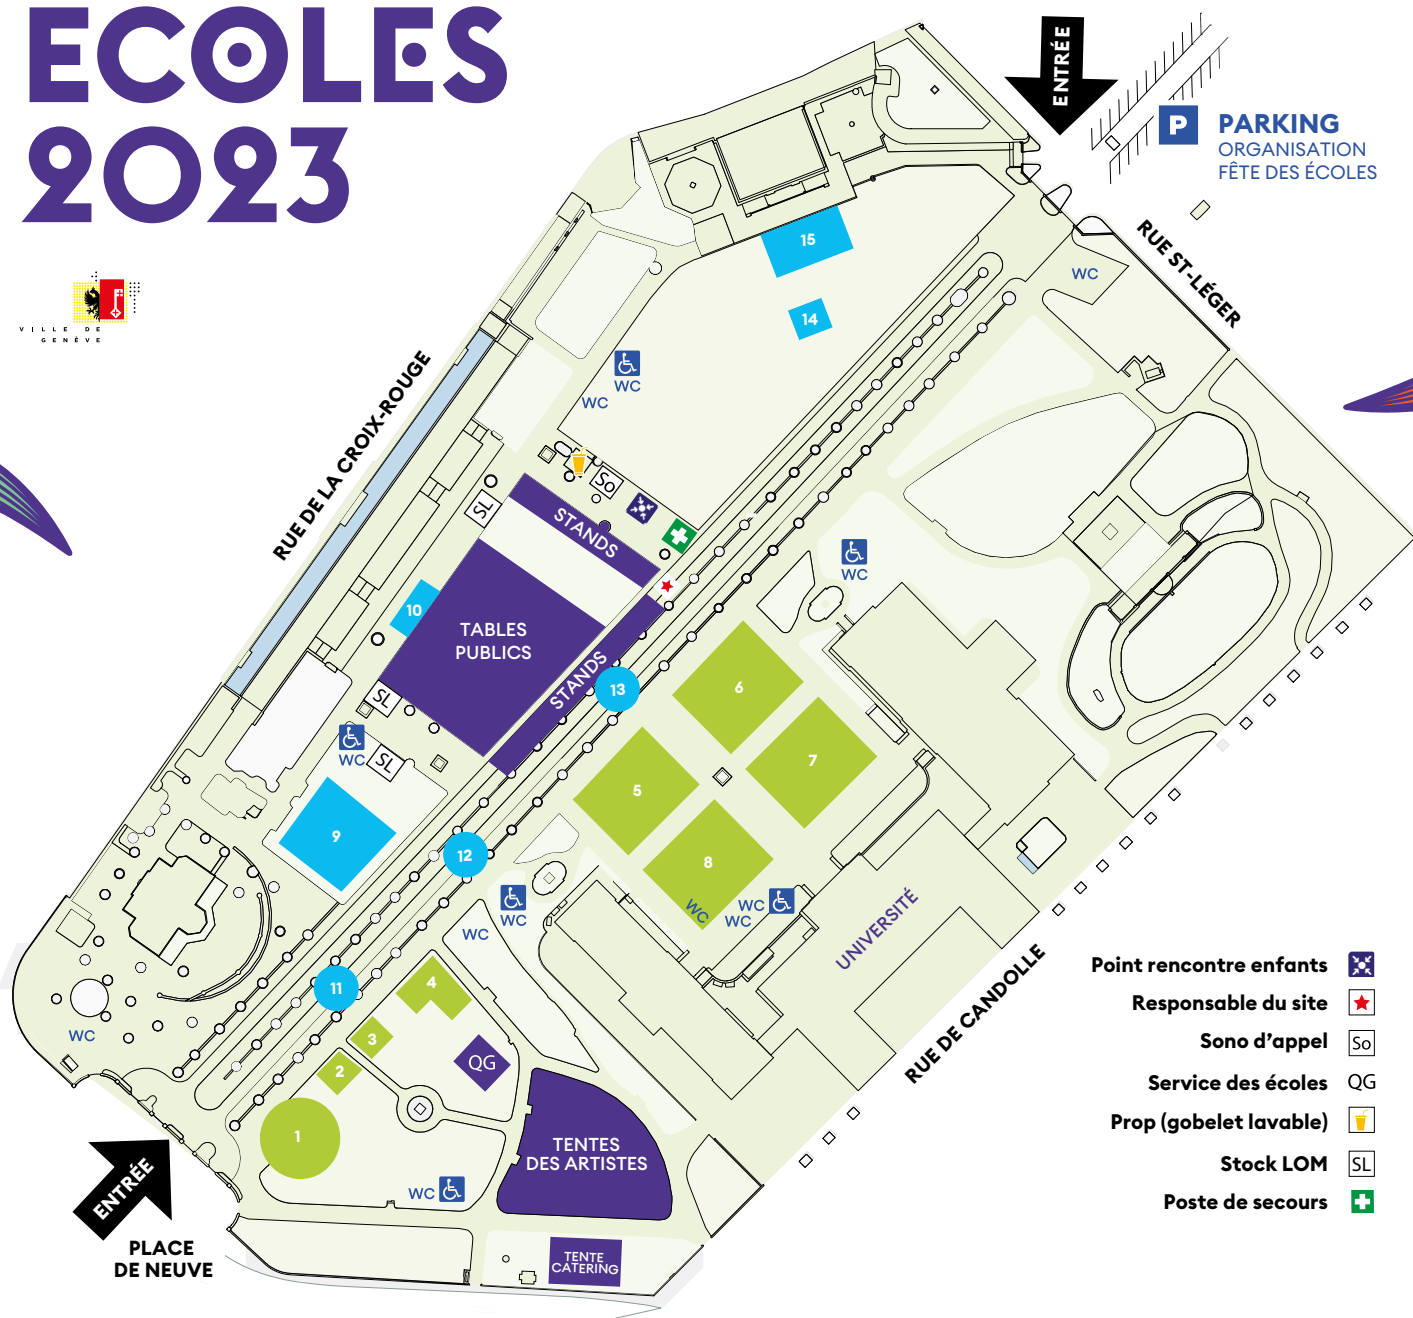 ECOLES
2023
VILLE DE
GENÈVE
ENTRÉE
P
PARKING
ORGANISATION
FÊTE DES ÉCOLES
RUE ST-LÉGER
WC
15
14
WC
WC
RUE DE LA CROIX-ROUGE
So
SL
STANDS
WC
10
TABLES
PUBLICS
STANDS
13
SL
WC
SL
6
7
5
8
9
12
WC
WC
WC
WC
WC
UNIVERSITÉ
11
4
3
2
QG
1
WC
TENTES
DES ARTISTES
WC
ENTRÉE
PLACE
DE NEUVE
TENTE
CATERING
RUE DE CANDOLLE
Point rencontre enfants
Responsable du site
Sono d'appel So
Service des écoles QG
Prop (gobelet lavable)
Stock LOM SL
Poste de secours